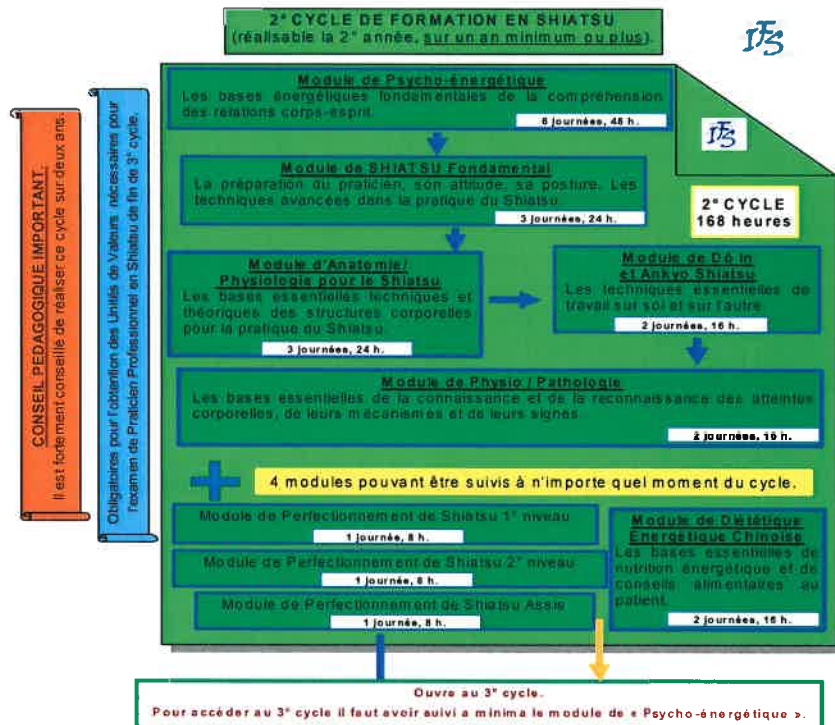 2° CYCLE DE FORMATION EN SHIATSU
(réalisable la 2° année, sur un an minimum ou plus).
IFS
CONSEIL PEDAGOGIQUE IMPORTANT.
Il est fortement conseillé de réaliser ce cycle sur deux ans.
Obligatoires pour l'obtention des Unités de Valeurs nécessaires pour
l'examen de Praticien Professionnel en Shiatsu de fin de 3° cycle.
Module de Psycho-énergétique
Les bases énergétiques fondamentales de la compréhension
des relations corps-esprit.
6 journées, 48 h.
IFS
Module de SHIATSU Fondamental
La préparation du praticien, son attitude, sa posture. Les
techniques avancées dans la pratique du Shiatsu.
3 journées, 24 h.
2° CYCLE
168 heures
Module d'Anatomie/
Physiologie pour le Shiatsu
Les bases essentielles techniques et
théoriques des structures corporelles
pour la pratique du Shiatsu.
3 journées, 24 h.
Module de Dô In
et Ankyo Shiatsu
Les techniques essentielles de
travail sur soi et sur l'autre
2 journées, 16 h.
Module de Physio / Pathologie
Les bases essentielles de la connaissance et de la reconnaissance des atteintes
corporelles, de leurs mécanismes et de leurs signes
2 journées, 16 h.
4 modules pouvant être suivis à n'importe quel moment du cycle.
Module de Perfectionnement de Shiatsu 1° niveau
1 journée, 8 h.
Module de Perfectionnement de Shiatsu 2° niveau
1 journée, 8 h.
Module de Perfectionnement de Shiatsu Assis
1 journée, 8 h.
Module de Diététique
Énergétique Chinoise
Les bases essentielles de
nutrition énergétique et de
conseils alimentaires au
patient.
2 journées, 16 h.
Ouvre au 3° cycle.
Pour accéder au 3° cycle il faut avoir suivi a minima le module de « Psycho-énergétique ».